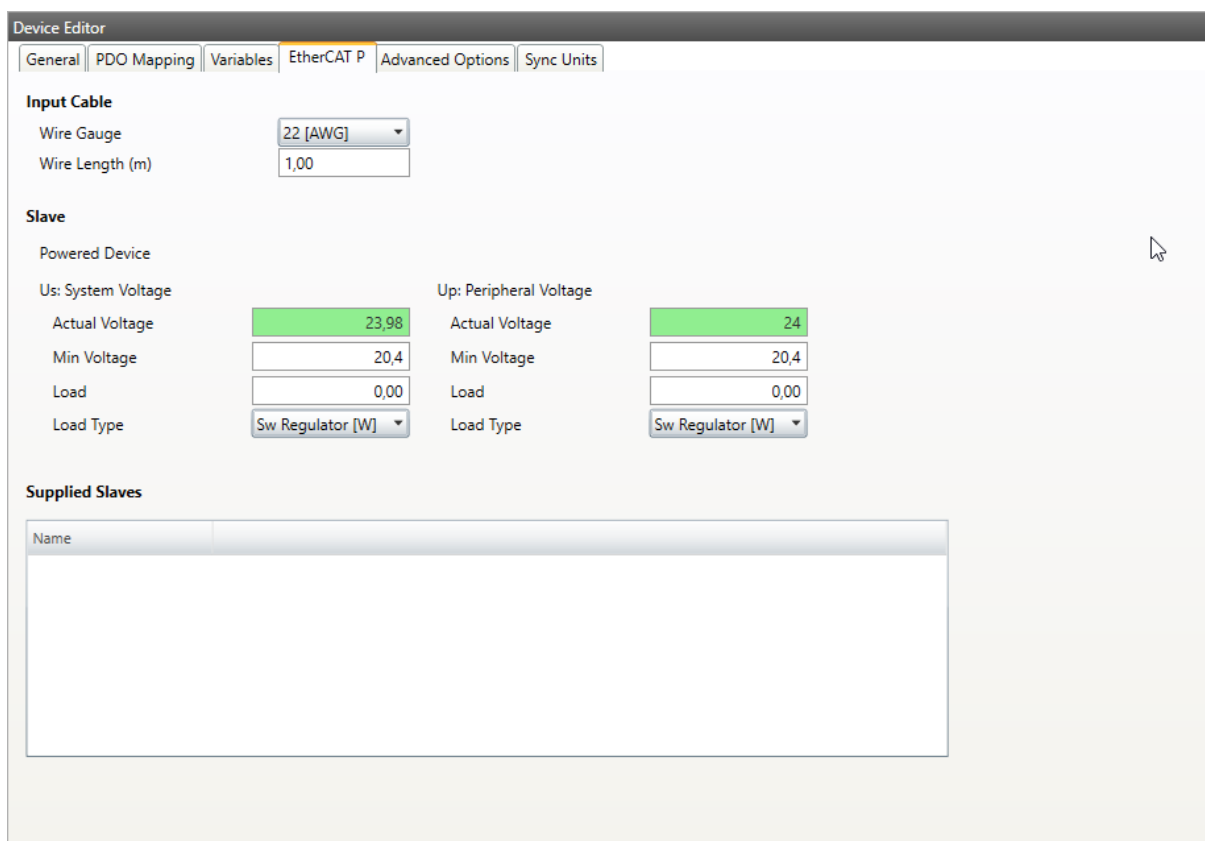 Device Editor
General PDO Mapping Variables EtherCAT P Advanced Options Sync Units
Input Cable
Wire Gauge 22 [AWG]
Wire Length (m) 1,00
Slave
Powered Device
Us: System Voltage Up: Peripheral Voltage
Actual Voltage 23,98 Actual Voltage 24
Min Voltage 20,4 Min Voltage 20,4
Load 0,00 Load 0,00
Load Type Sw Regulator [W] Load Type Sw Regulator [W]
Supplied Slaves
Name